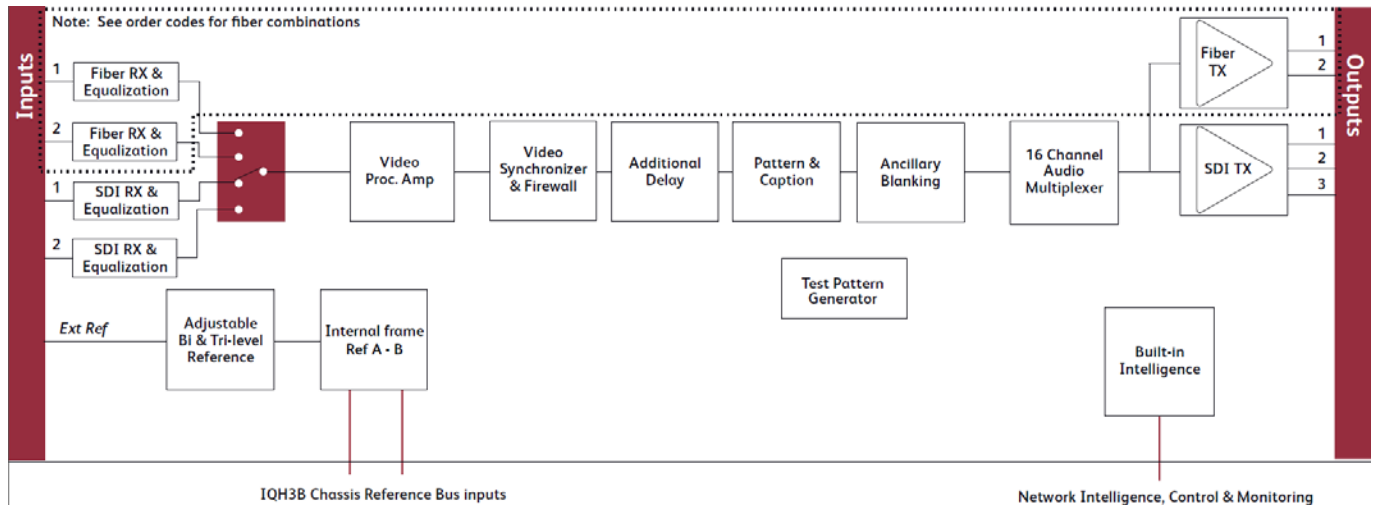 Note: See order codes for fiber combinations
Inputs
Outputs
1
Fiber RX &
Equalization
2
Fiber RX &
Equalization
1
SDI RX &
Equalization
2
SDI RX &
Equalization
Video
Proc. Amp
Video
Synchronizer
& Firewall
Additional
Delay
Pattern &
Caption
Ancillary
Blanking
16 Channel
Audio
Multiplexer
Fiber
TX
1
2
SDI TX
1
2
3
Test Pattern
Generator
Ext Ref
Adjustable
Bi & Tri-level
Reference
Internal frame
Ref A - B
Built-in
Intelligence
IQH3B Chassis Reference Bus inputs
Network Intelligence, Control & Monitoring